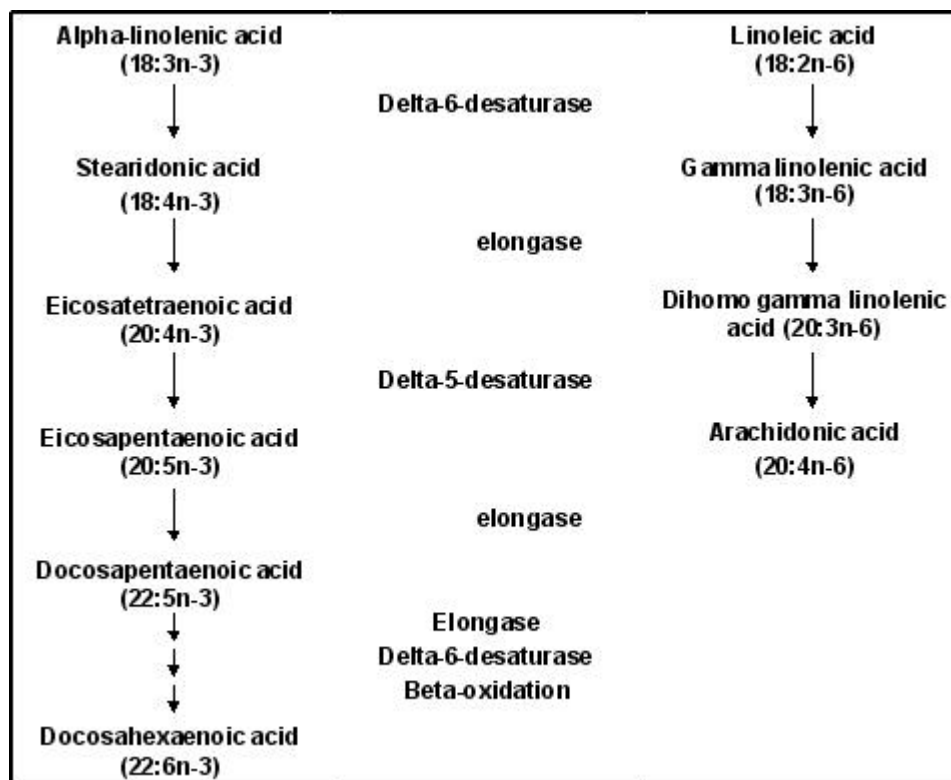 Alpha-linolenic acid
(18:3n-3)
Linoleic acid
(18:2n-6)
Delta-6-desaturase
Stearidonic acid
(18:4n-3)
Gamma linolenic acid
(18:3n-6)
elongase
Eicosatetraenoic acid
(20:4n-3)
Dihomo gamma linolenic
acid (20:3n-6)
Delta-5-desaturase
Eicosapentaenoic acid
(20:5n-3)
Arachidonic acid
(20:4n-6)
elongase
Docosapentaenoic acid
(22:5n-3)
Elongase
Delta-6-desaturase
Beta-oxidation
Docosahexaenoic acid
(22:6n-3)